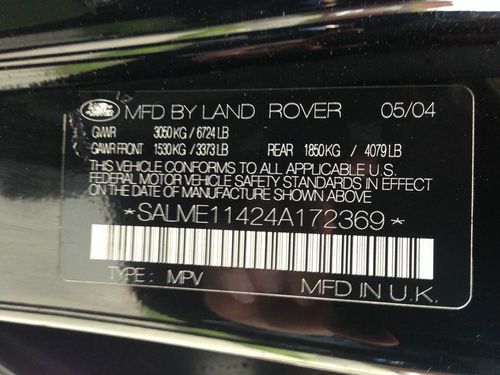 LAND ROVER
MFD BY LAND ROVER 05/04
GVWR 3050 KG / 6724 LB
GAWR FRONT 1530 KG / 3373 LB REAR 1850 KG / 4079 LB
THIS VEHICLE CONFORMS TO ALL APPLICABLE U.S.
FEDERAL MOTOR VEHICLE SAFETY STANDARDS IN EFFECT
ON THE DATE OF MANUFACTURE SHOWN ABOVE
*SALME11424A172369*
TYPE : MPV
MFD IN U.K.